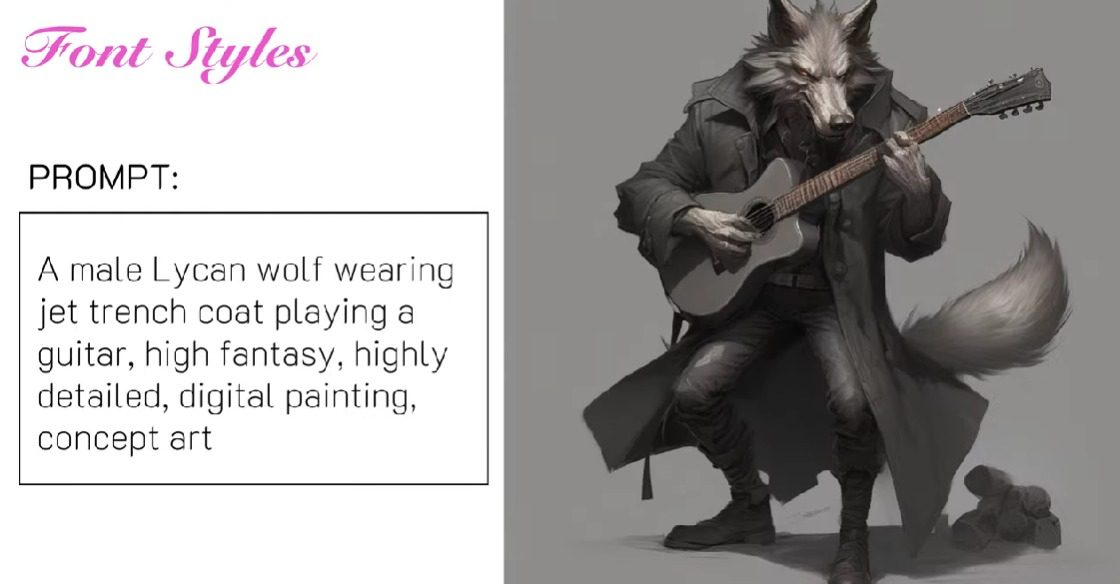 Font Styles
PROMPT:
A male Lycan wolf wearing
jet trench coat playing a
guitar, high fantasy, highly
detailed, digital painting,
concept art